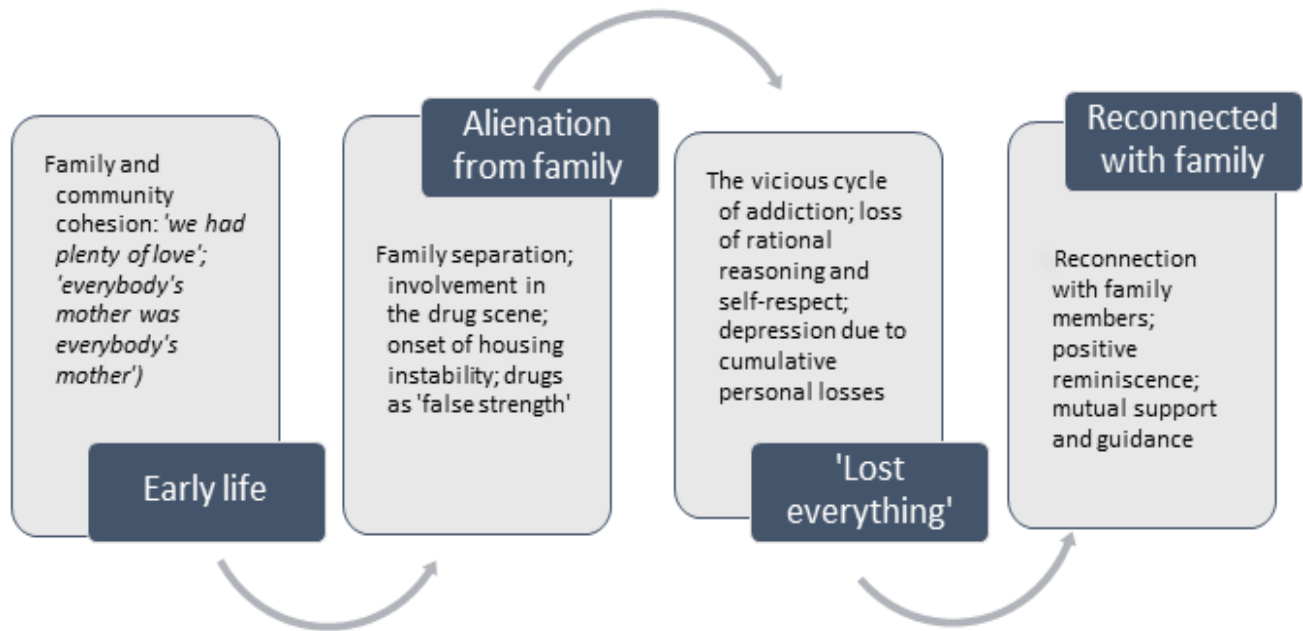 Family and
community
cohesion: 'we had
plenty of love';
'everybody's
mother was
everybody's
mother')
Early life
Alienation
from family
Family separation;
involvement in
the drug scene;
onset of housing
instability; drugs
as 'false strength'
The vicious cycle
of addiction; loss
of rational
reasoning and
self-respect;
depression due to
cumulative
personal losses
'Lost
everything'
Reconnected
with family
Reconnection
with family
members;
positive
reminiscence;
mutual support
and guidance